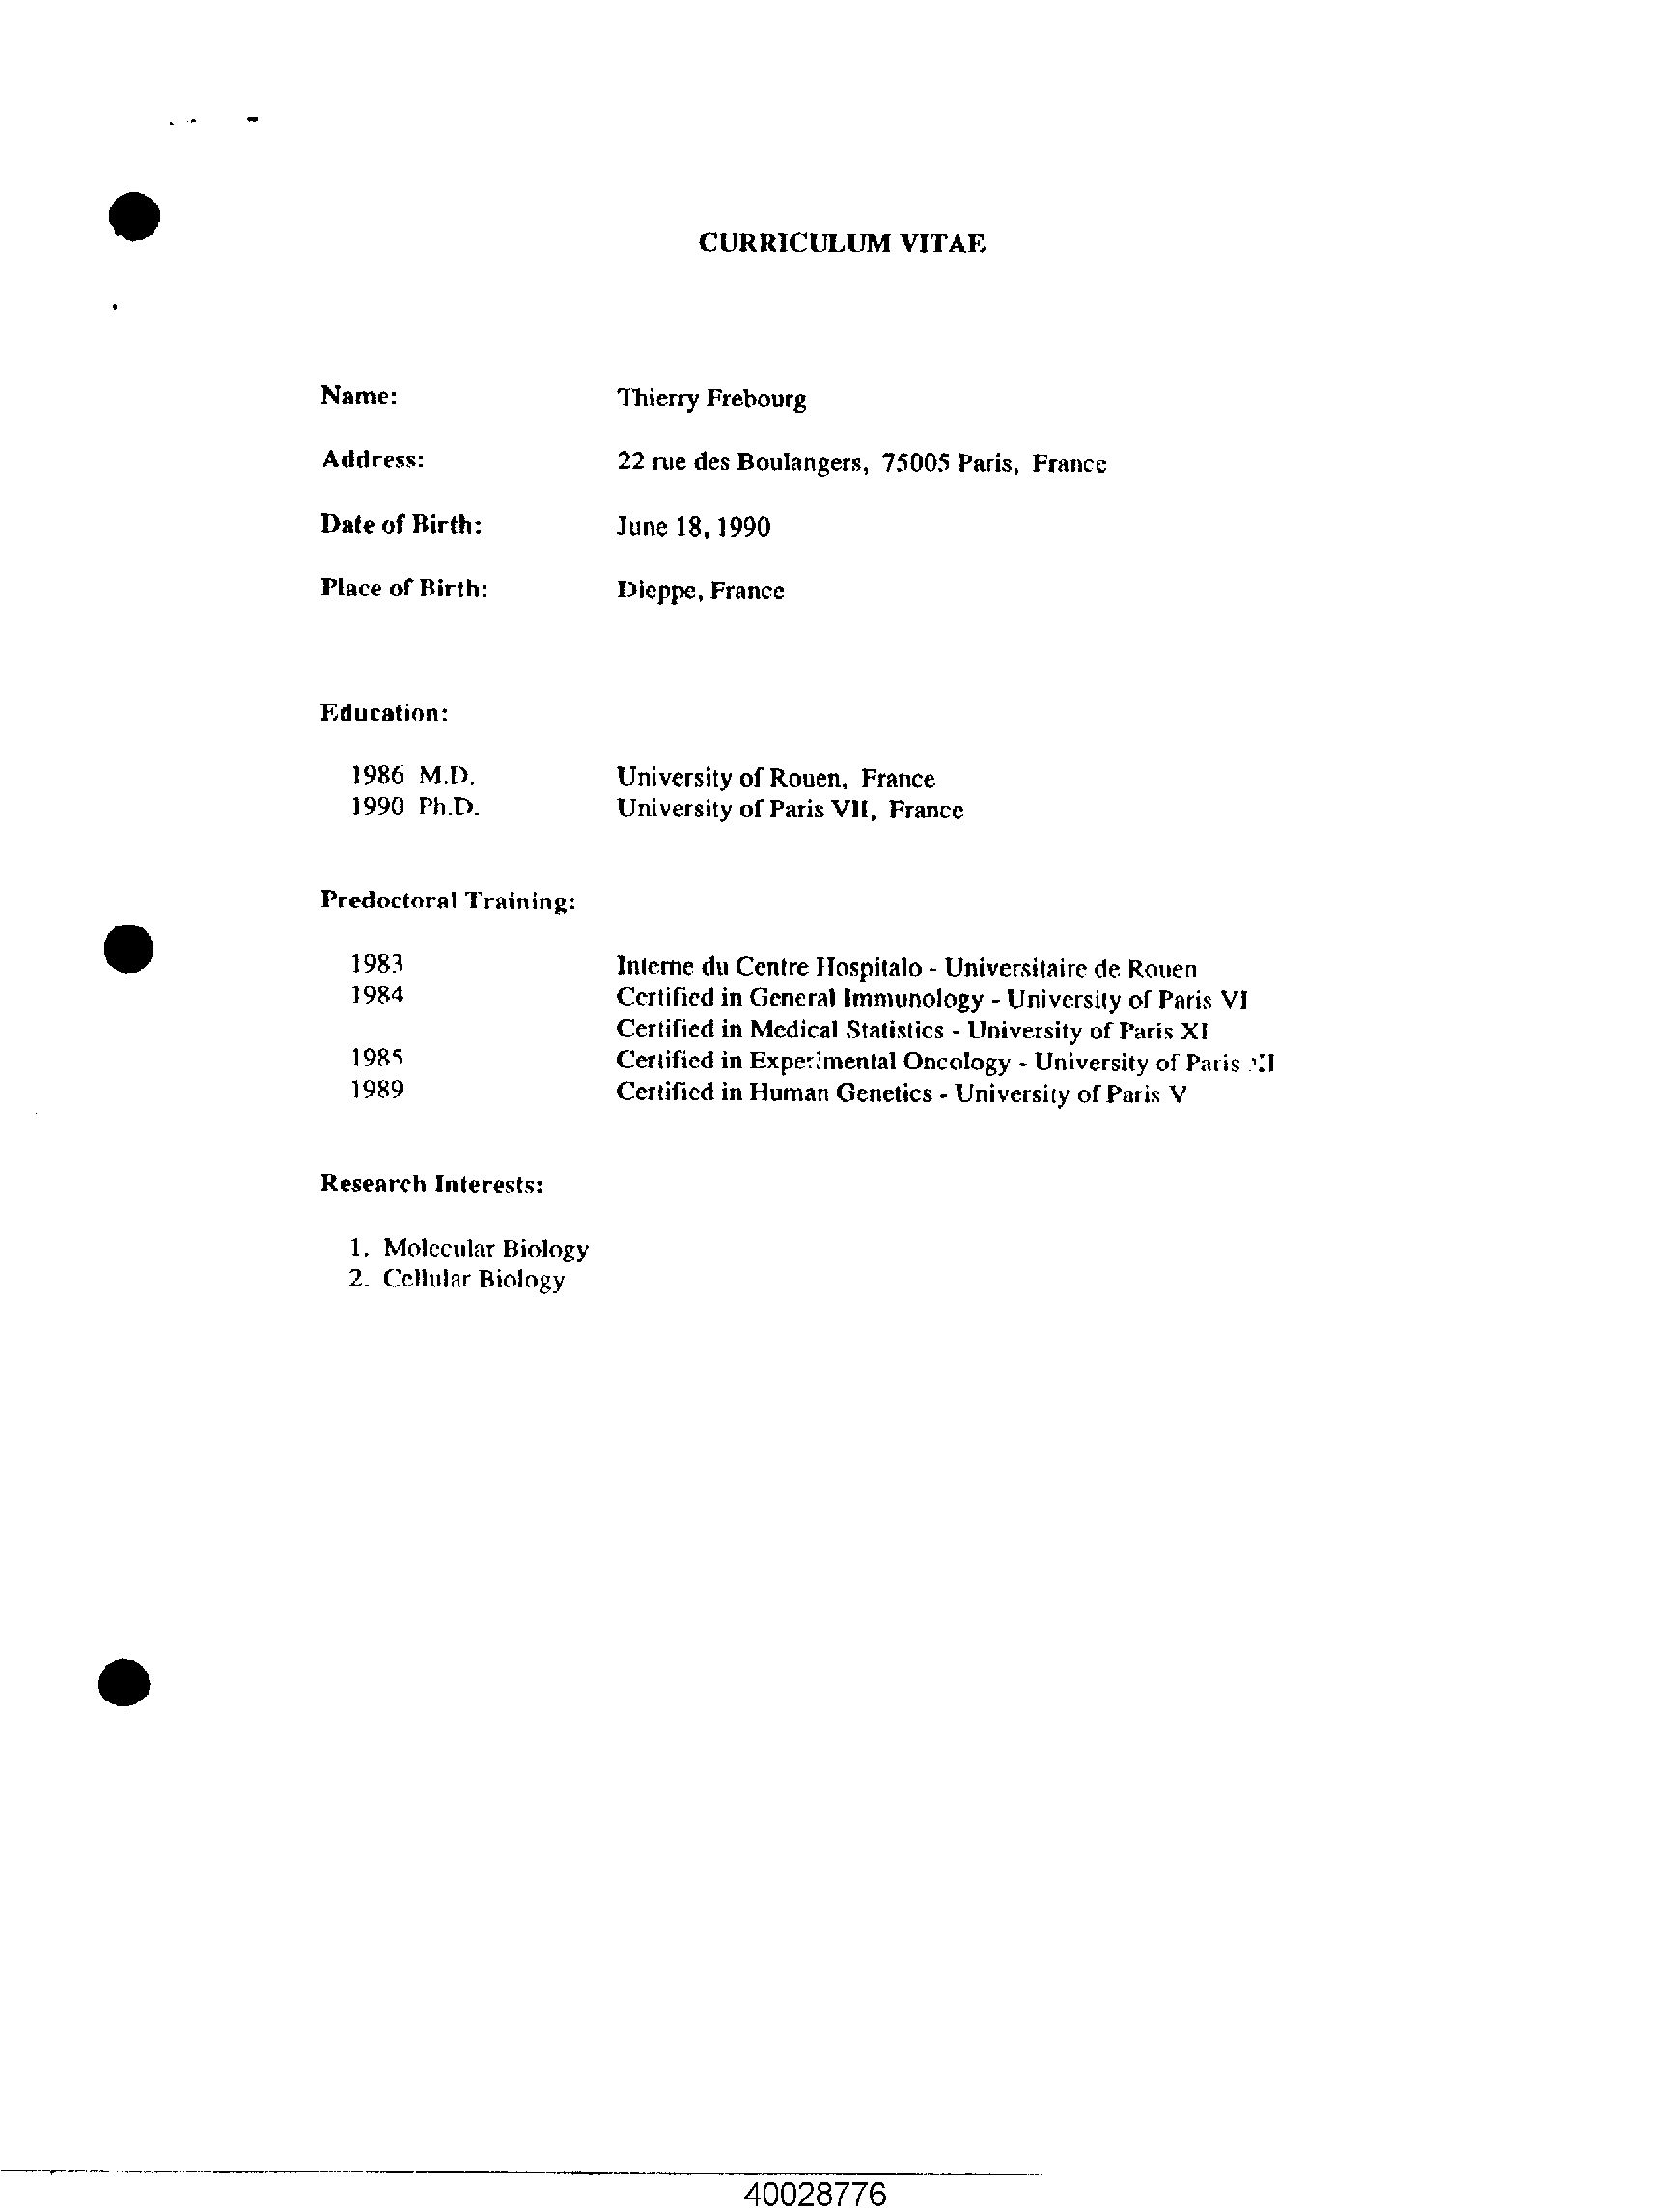 CURRICULUM VITAE
Name: Thierry Frebourg
Address: 22 rue des Boulangers, 75005 Paris, France
Date of Birth: June 18, 1990
Place of Birth: Dieppe, France
Education:
1986 M.D. University of Rouen, France
1990 Ph.D. University of Paris VII, France
Predoctoral Training:
1983 Interne du Centre Hospitalo - Universitaire de Rouen
1984 Certified in General Immunology - University of Paris VI
Certified in Medical Statistics - University of Paris XI
1985 Certified in Experimental Oncology - University of Paris
1989 Certified in Human Genetics - University of Paris V
Research Interests:
1. Molecular Biology
2. Cellular Biology
40028776